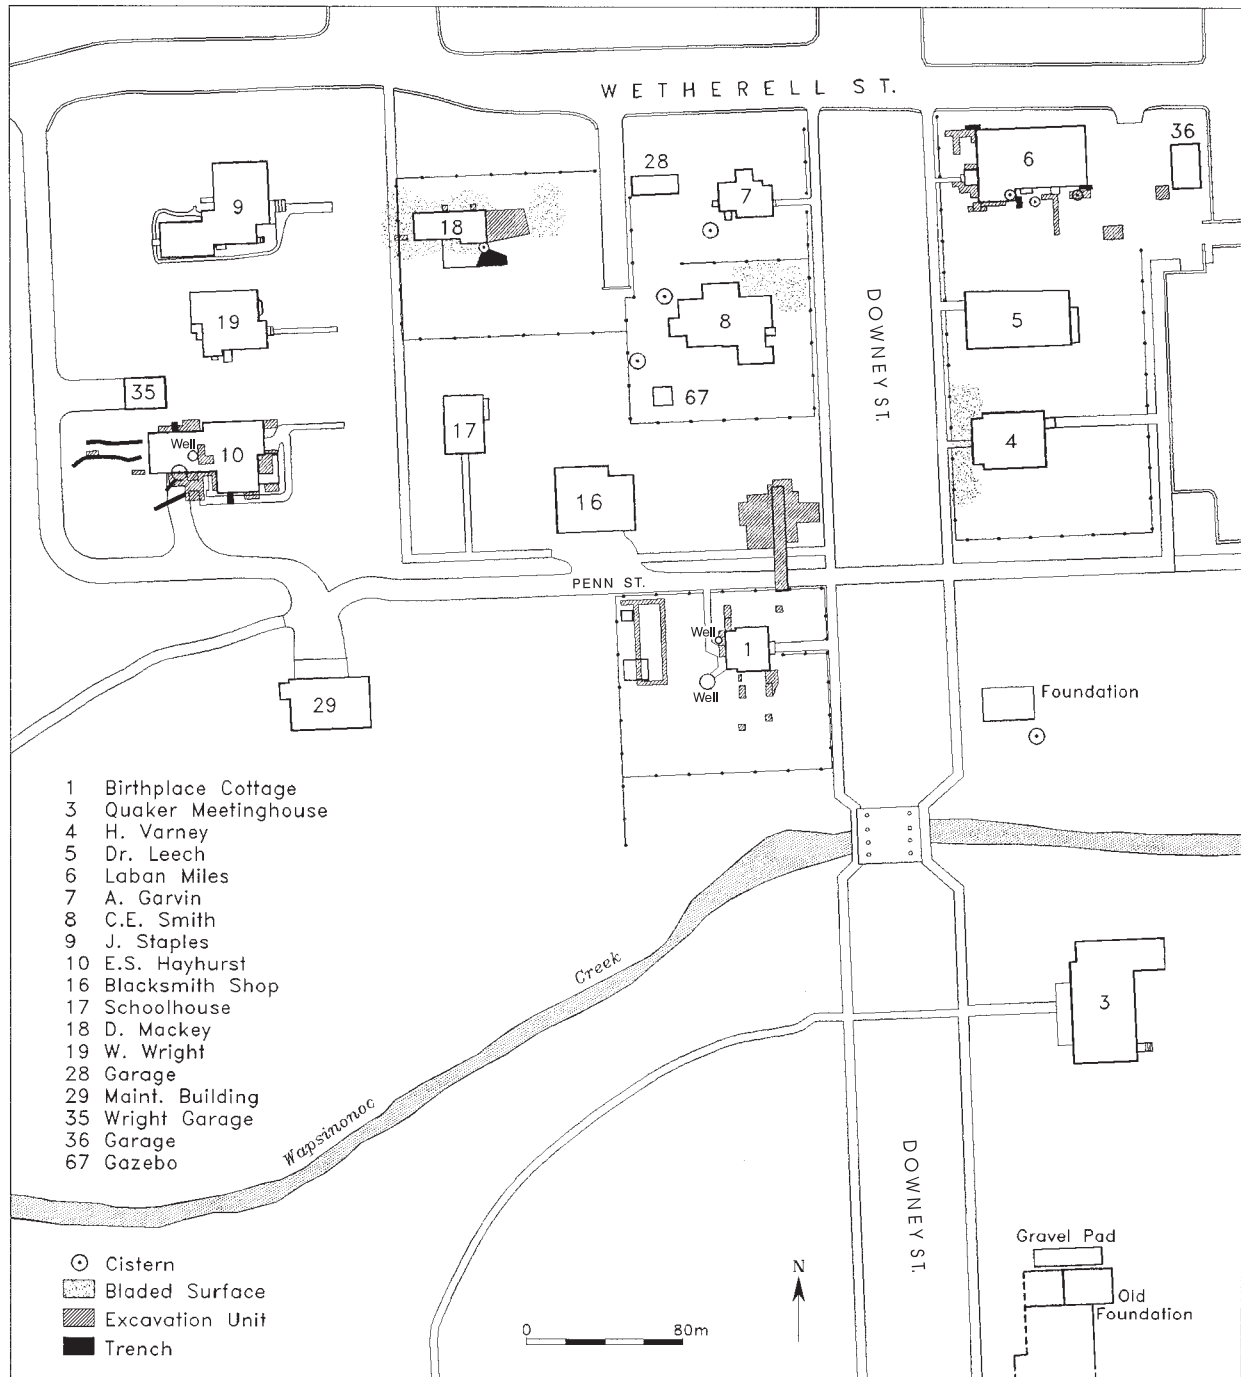 WETHERELL ST.
36
28
6
9
7
18
DOWNEY ST.
19
8
5
35
67
17
Well
10
4
16
PENN ST.
Well
1
Well
Foundation
29
1 Birthplace Cottage
3 Quaker Meetinghouse
4 H. Varney
5 Dr. Leech
6 Laban Miles
7 A. Garvin
8 C.E. Smith
9 J. Staples
10 E.S. Hayhurst
16 Blacksmith Shop
17 Schoolhouse
18 D. Mackey
19 W. Wright
28 Garage
29 Maint. Building
35 Wright Garage
36 Garage
67 Gazebo
Wapsinonoc Creek
3
DOWNEY ST.
Cistern
Bladed Surface
Excavation Unit
Trench
0 80m
N
Gravel Pad
Old
Foundation